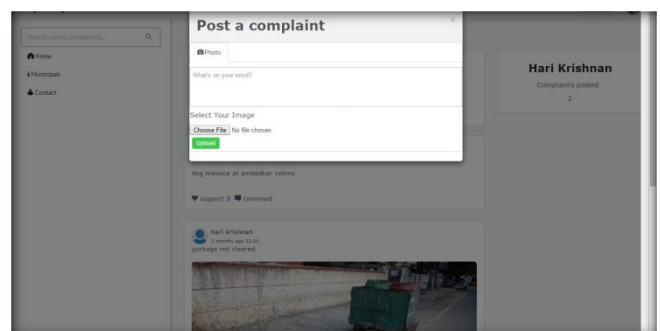 Post a complaint
×
Search users,complaints...
Photo
Home
Municipals
Contact
What's on your mind?
Hari Krishnan
Complaints posted
2
Select Your Image
Choose File No file chosen
Upload
dog menace at ambedkar colony
support 3 comment
hari krishnan
2 months ago 22:01
garbage not cleared